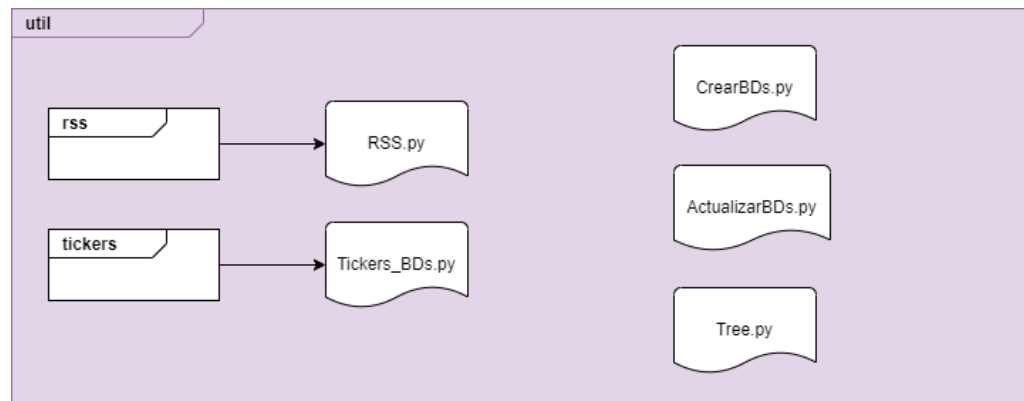 util
rss
RSS.py
tickers
Tickers_BDs.py
CrearBDs.py
ActualizarBDs.py
Tree.py